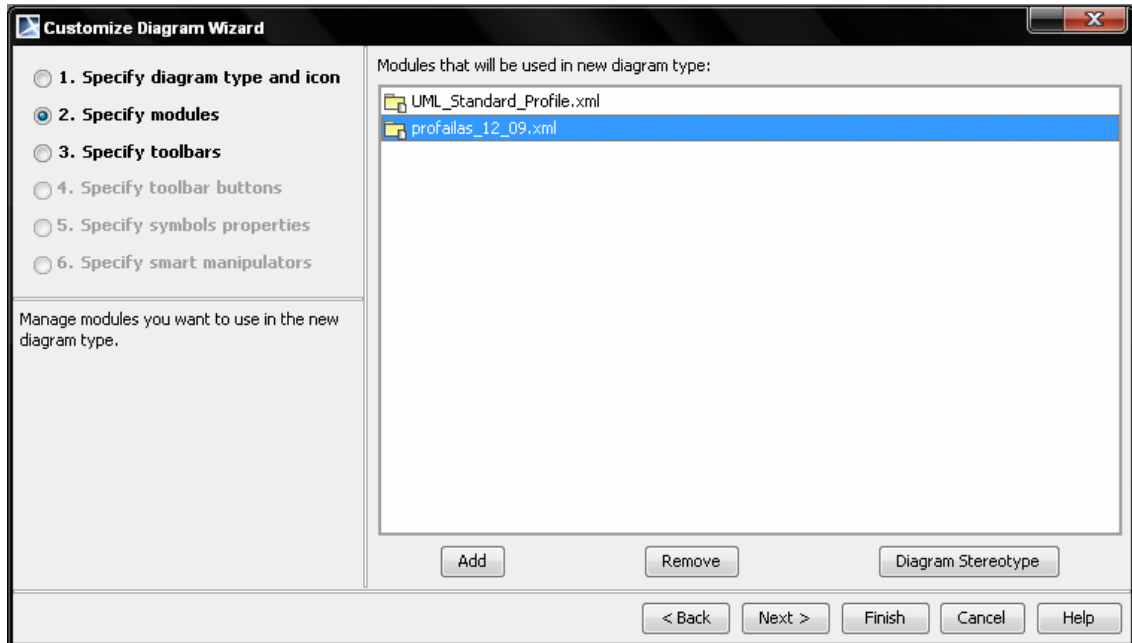 Customize Diagram Wizard
1. Specify diagram type and icon
2. Specify modules
3. Specify toolbars
4. Specify toolbar buttons
5. Specify symbols properties
6. Specify smart manipulators
Manage modules you want to use in the new
diagram type.
Modules that will be used in new diagram type:
UML_Standard_Profile.xml
profailas_12_09.xml
Add
Remove
Diagram Stereotype
< Back
Next >
Finish
Cancel
Help